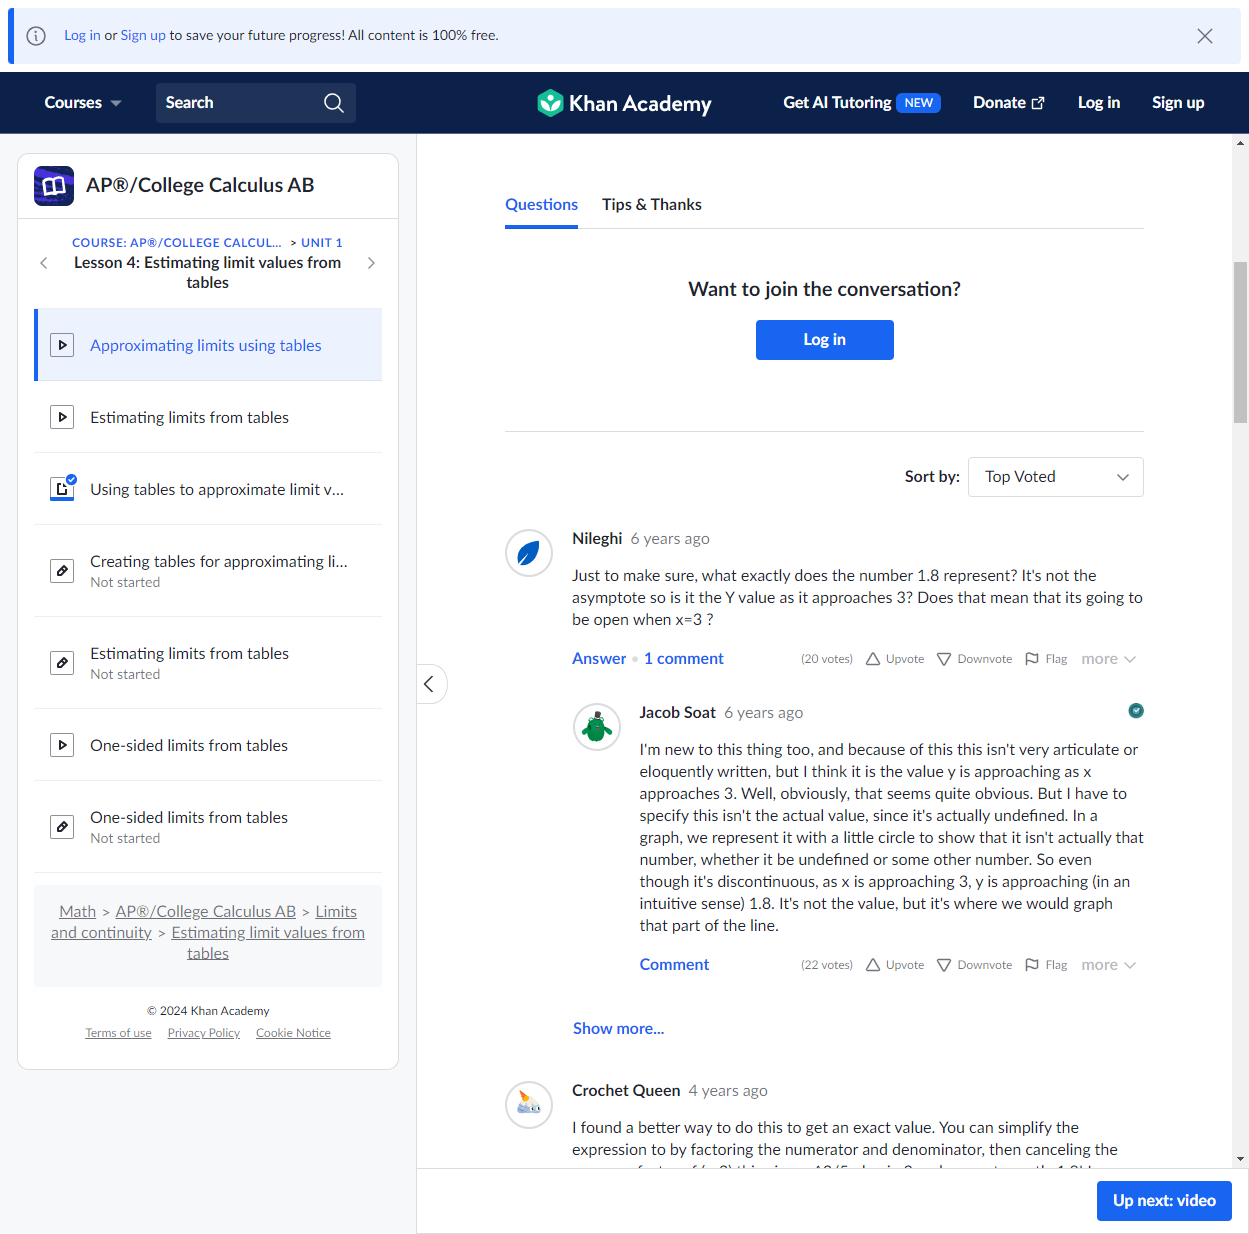 Log in or Sign up to save your future progress! All content is 100% free.
Courses
Search
Khan Academy
Get AI Tutoring NEW
Donate
Log in
Sign up
AP®/College Calculus AB
COURSE: AP®/COLLEGE CALCUL... > UNIT 1
Lesson 4: Estimating limit values from
tables
Approximating limits using tables
Estimating limits from tables
Using tables to approximate limit v...
Creating tables for approximating li...
Not started
Estimating limits from tables
Not started
One-sided limits from tables
One-sided limits from tables
Not started
Math > AP®/College Calculus AB > Limits
and continuity > Estimating limit values from
tables
© 2024 Khan Academy
Terms of use Privacy Policy Cookie Notice
Questions Tips & Thanks
Want to join the conversation?
Log in
Sort by: Top Voted
Nileghi 6 years ago
Just to make sure, what exactly does the number 1.8 represent? It's not the
asymptote so is it the Y value as it approaches 3? Does that mean that its going to
be open when x=3 ?
Answer • 1 comment (20 votes) Upvote Downvote Flag more
Jacob Soat 6 years ago
I'm new to this thing too, and because of this this isn't very articulate or
eloquently written, but I think it is the value y is approaching as x
approaches 3. Well, obviously, that seems quite obvious. But I have to
specify this isn't the actual value, since it's actually undefined. In a
graph, we represent it with a little circle to show that it isn't actually that
number, whether it be undefined or some other number. So even
though it's discontinuous, as x is approaching 3, y is approaching (in an
intuitive sense) 1.8. It's not the value, but it's where we would graph
that part of the line.
Comment (22 votes) Upvote Downvote Flag more
Show more...
Crochet Queen 4 years ago
I found a better way to do this to get an exact value. You can simplify the
expression to by factoring the numerator and denominator, then canceling the
Up next: video